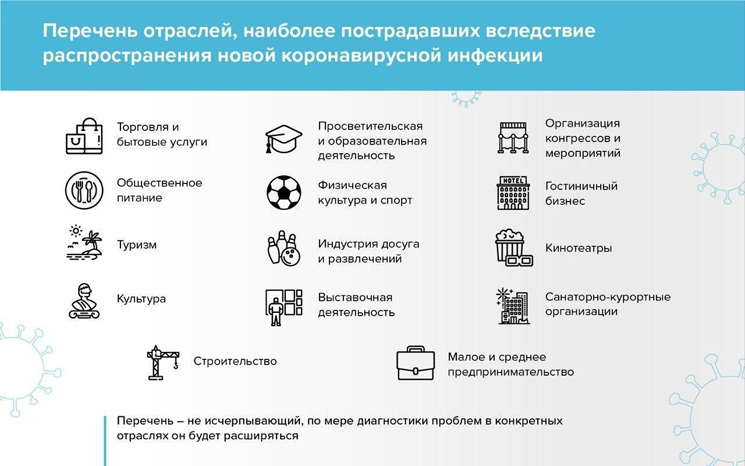 Перечень отраслей, наиболее пострадавших вследствие
распространения новой коронавирусной инфекции
Торговля и
бытовые услуги
Просветительская
и образовательная
деятельность
Организация
конгрессов и
мероприятий
Общественное
питание
Физическая
культура и спорт
HOTEL
Гостиничный
бизнес
Туризм
Индустрия досуга
и развлечений
Кинотеатры
Культура
Выставочная
деятельность
Санаторно-курортные
организации
Строительство
Малое и среднее
предпринимательство
Перечень – не исчерпывающий, по мере диагностики проблем в конкретных
отраслях он будет расширяться